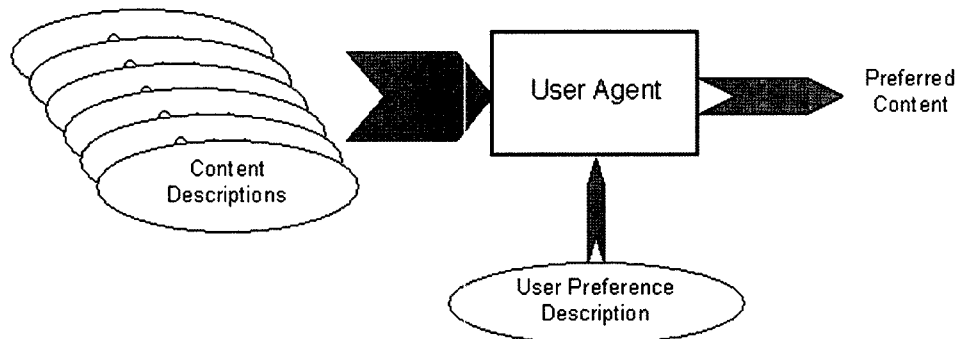 Content
Descriptions
User Agent
Preferred
Content
User Preference
Description